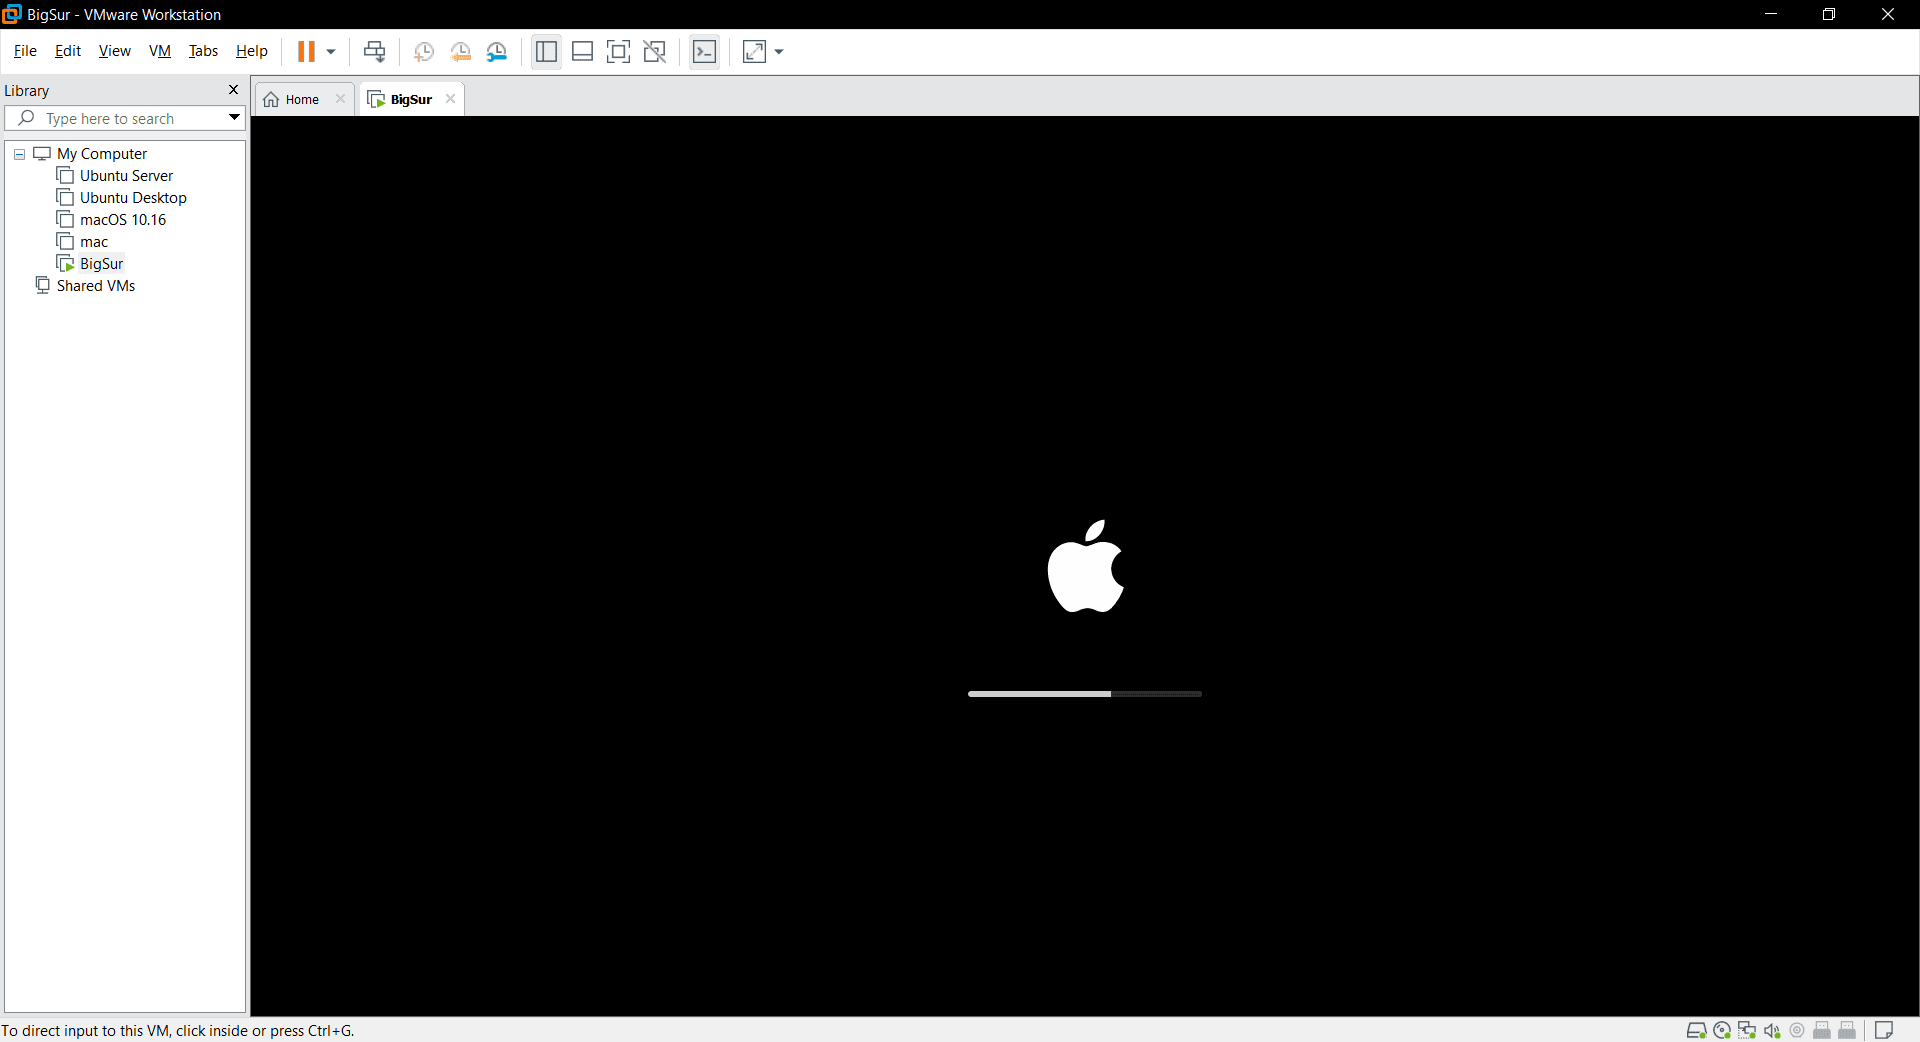 BigSur - VMware Workstation
File Edit View VM Tabs Help
Library
Home
BigSur
Type here to search
My Computer
Ubuntu Server
Ubuntu Desktop
macOS 10.16
mac
BigSur
Shared VMs
To direct input to this VM, click inside or press Ctrl+G.